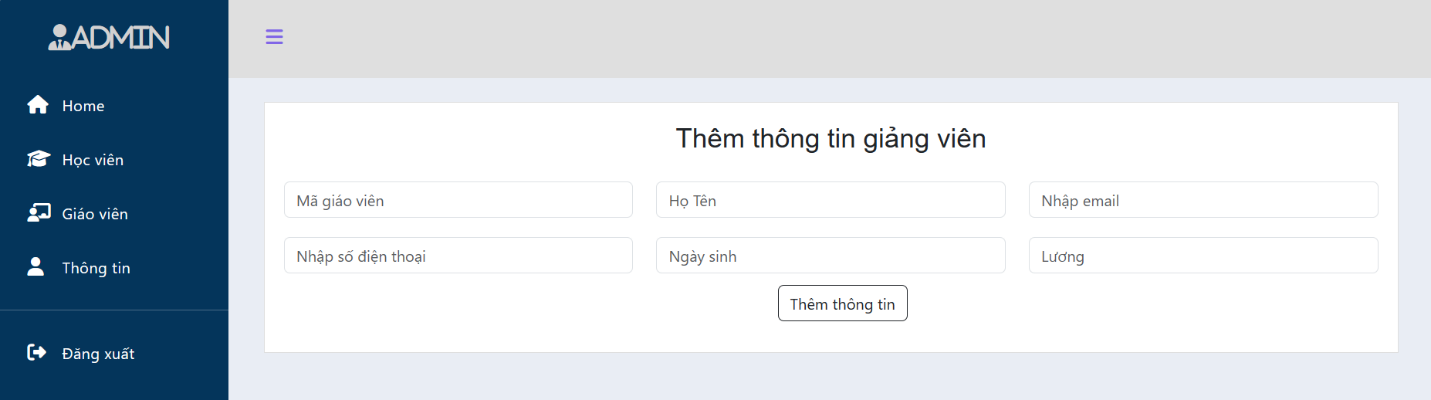 ADMIN
Home
Học viên
Giáo viên
Thông tin
Đăng xuất
Thêm thông tin giảng viên
Mã giáo viên
Họ Tên
Nhập email
Nhập số điện thoại
Ngày sinh
Lương
Thêm thông tin